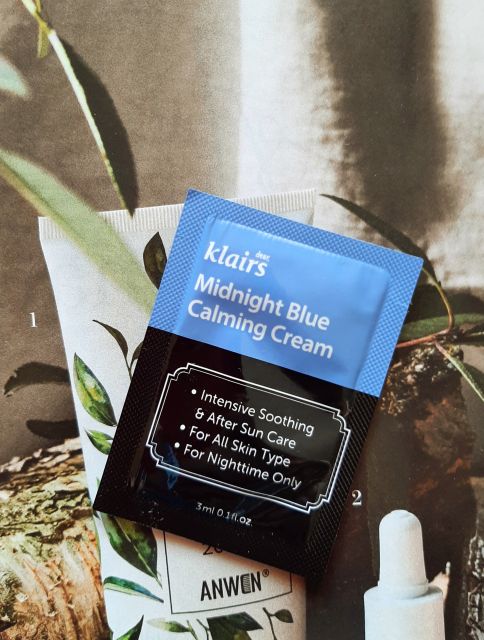 1
dear,
klairs
Midnight Blue
Calming Cream
• Intensive Soothing
& After Sun Care
• For All Skin Type
• For Nighttime Only
3ml 0.1fl.oz.
2
ANWEN®